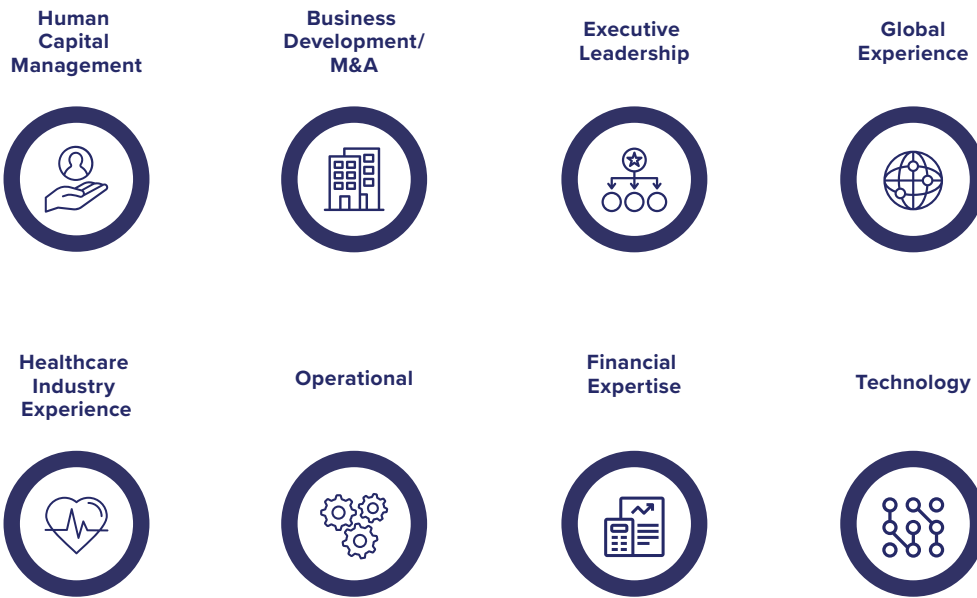 Human
Capital
Management
Business
Development/
M&A
Executive
Leadership
Global
Experience
Healthcare
Industry
Experience
Operational
Financial
Expertise
Technology